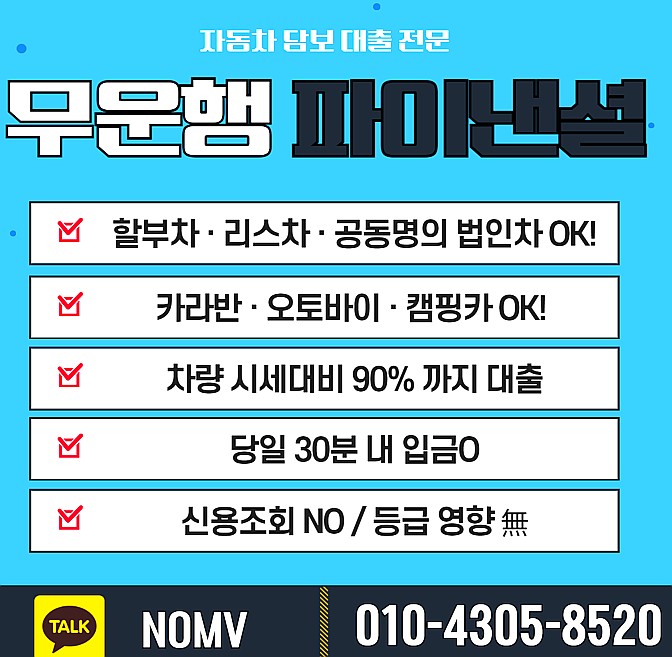 자동차 담보 대출 전문
무운행 파이낸셜
할부차 · 리스차 · 공동명의 법인차 OK!
카라반 · 오토바이 · 캠핑카 OK!
차량 시세대비 90% 까지 대출
당일 30분 내 입금O
신용조회 NO / 등급 영향 無
TALK NOMV 010-4305-8520